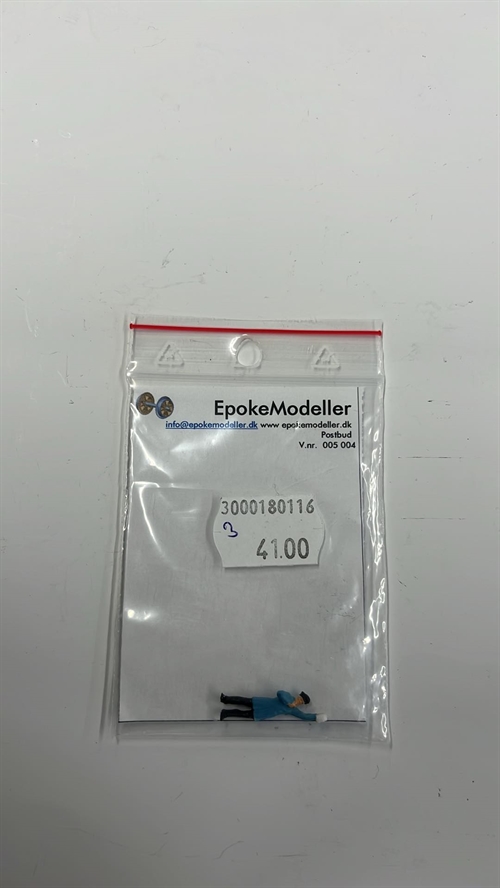 EpokeModeller
info@epokemodeller.dk www epokemodeller.dk
Postbud
V.nr. 005 004
3000180116
3
41.00